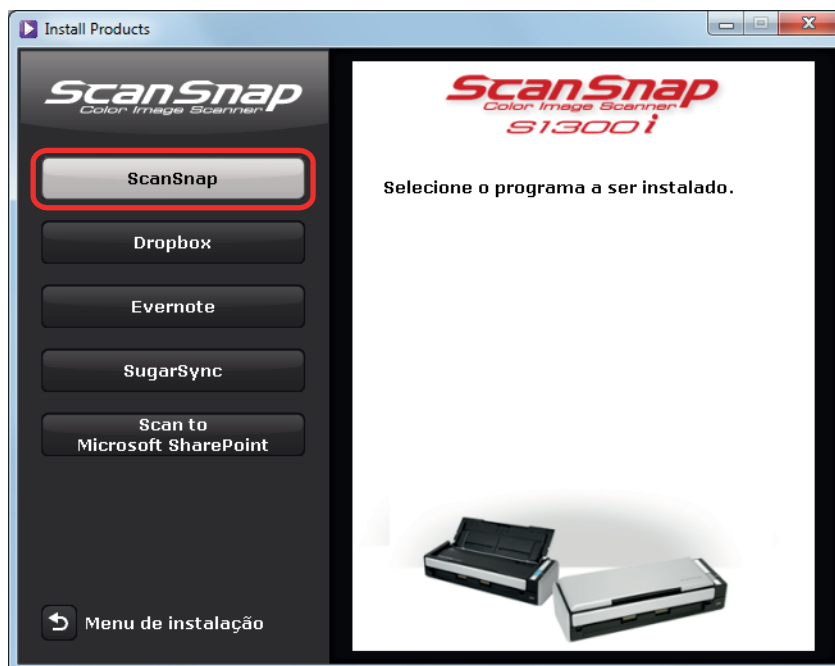 Install Products
ScanSnap
Color Image Scanner
ScanSnap
Dropbox
Evernote
SugarSync
Scan to
Microsoft SharePoint
Menu de instalação
ScanSnap
Color Image Scanner
S1300i
Selecione o programa a ser instalado.